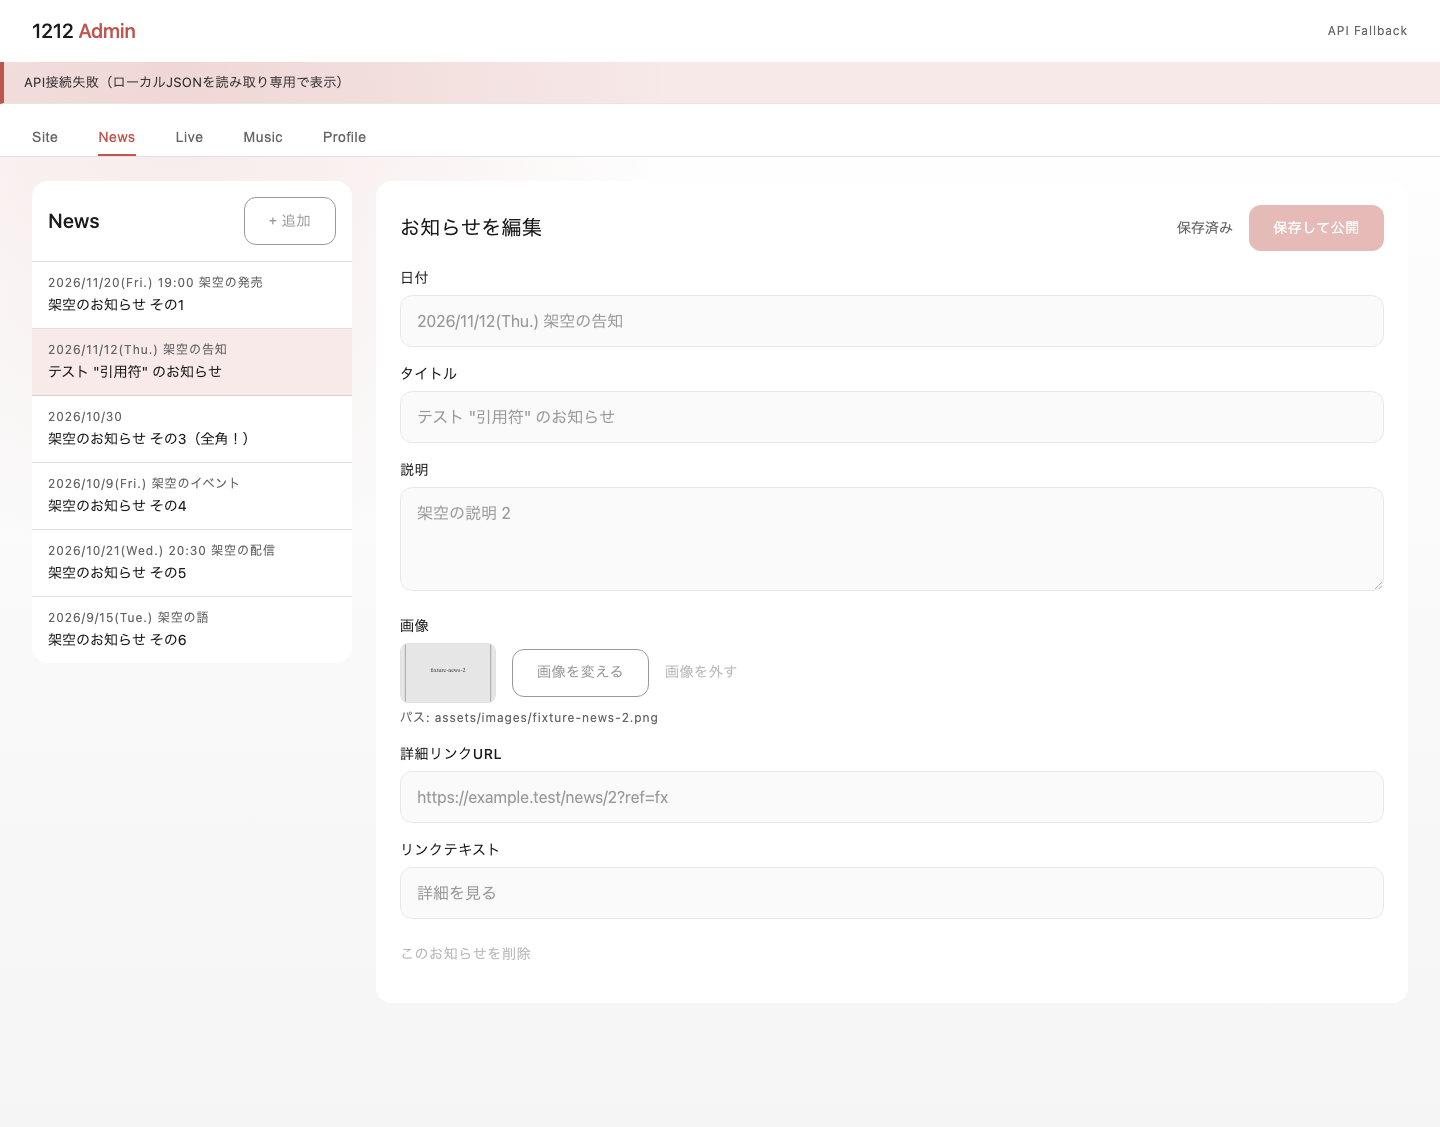 1212 Admin
API Fallback
API接続失敗（ローカルJSONを読み取り専用で表示）
Site
News
Live
Music
Profile
News
+ 追加
2026/11/20(Fri.) 19:00 架空の発売
架空のお知らせ その1
2026/11/12(Thu.) 架空の告知
テスト "引用符" のお知らせ
2026/10/30
架空のお知らせ その3（全角！）
2026/10/9(Fri.) 架空のイベント
架空のお知らせ その4
2026/10/21(Wed.) 20:30 架空の配信
架空のお知らせ その5
2026/9/15(Tue.) 架空の語
架空のお知らせ その6
お知らせを編集
保存済み
保存して公開
日付
2026/11/12(Thu.) 架空の告知
タイトル
テスト "引用符" のお知らせ
説明
架空の説明 2
画像
fixture-news-2
画像を変える
画像を外す
パス: assets/images/fixture-news-2.png
詳細リンクURL
https://example.test/news/2?ref=fx
リンクテキスト
詳細を見る
このお知らせを削除